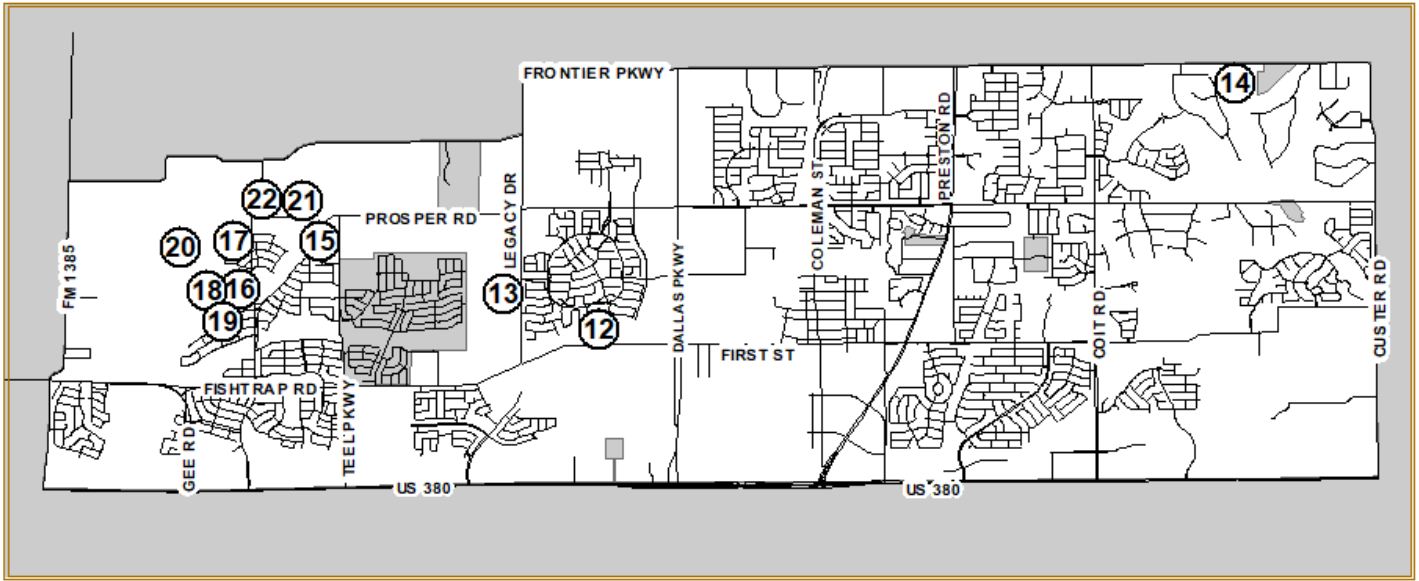 FRONTIER PKWY
14
PRESTON RD
COLEMAN ST
LEGACY DR
22
21
PROSPER RD
20
17
15
FM 1385
18
16
13
19
12
DALLAS PKWY
FIRST ST
COIT RD
CUSTER RD
FISHTRAP RD
TEEL PKWY
GEE RD
US 380
US 380